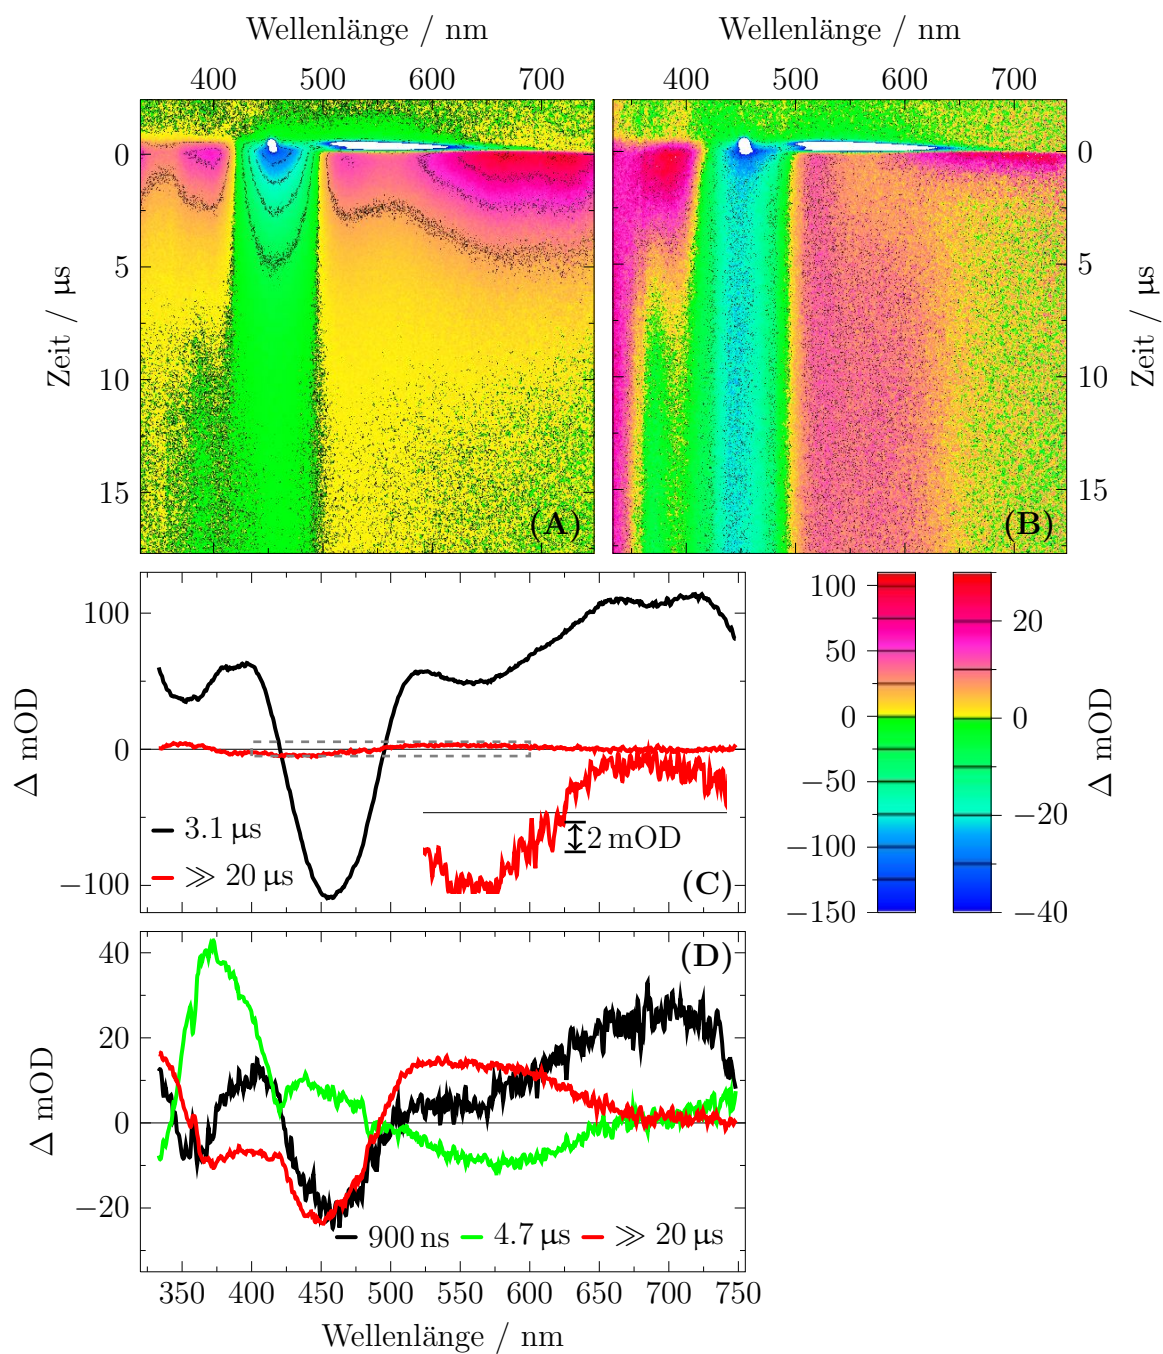 Wellenlänge / nm Wellenlänge / nm
400 500 600 700 400 500 600 700
0 0
5 5
10 10
15 15
Zeit / µs Zeit / µs
(A) (B)
100
0
−100
Δ mOD
3.1 µs
≫ 20 µs
2 mOD
(C)
100
50
0
−50
−100
−150
20
0
−20
−40
Δ mOD
40
20
0
−20
Δ mOD
(D)
900 ns 4.7 µs ≫ 20 µs
350 400 450 500 550 600 650 700 750
Wellenlänge / nm